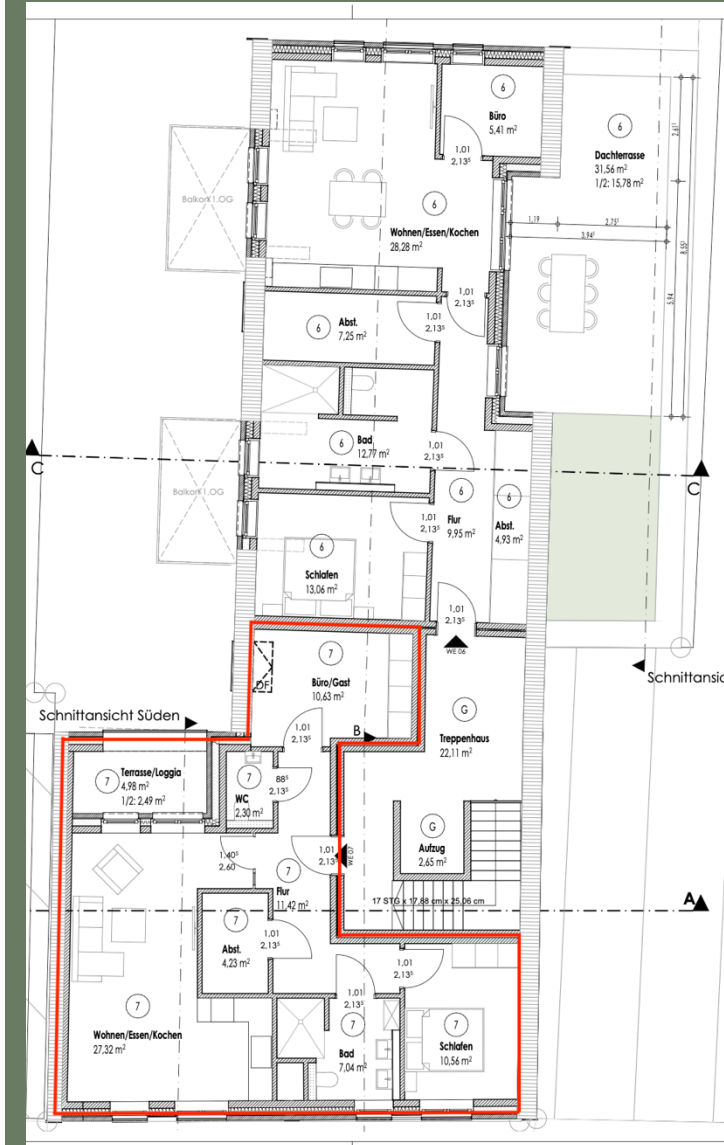 6
Büro
5,41 m²
1,01
2,13⁵
6
Dachterrasse
31,56 m²
1/2: 15,78 m²
2,61⁵
1,19
2,75⁵
3,94⁵
8,55⁵
5,94
Balkon 1.OG
6
Wohnen/Essen/Kochen
28,28 m²
1,01
2,13⁵
6
Abst.
7,25 m²
1,01
2,13⁵
6
Bad
12,77 m²
1,01
2,13⁵
C
C
Balkon 1.OG
6
Flur
9,95 m²
6
Abst.
4,93 m²
1,01
2,13⁵
6
Schlafen
13,06 m²
1,01
2,13⁵
WE 06
7
Büro/Gast
10,63 m²
DF
Schnittansic
G
Treppenhaus
22,11 m²
Schnittansicht Süden
B
1,01
2,13⁵
7
Terrasse/Loggia
4,98 m²
1/2: 2,49 m²
7
WC
2,30 m²
88⁵
2,13⁵
G
Aufzug
2,65 m²
1,40⁵
2,60
1,01
2,13⁵
WE 07
7
Flur
11,42 m²
17 STG x 17,88 cm x 25,06 cm
A
7
Abst.
4,23 m²
1,01
2,13⁵
1,01
2,13⁵
1,01
2,13⁵
7
Wohnen/Essen/Kochen
27,32 m²
7
Bad
7,04 m²
7
Schlafen
10,56 m²